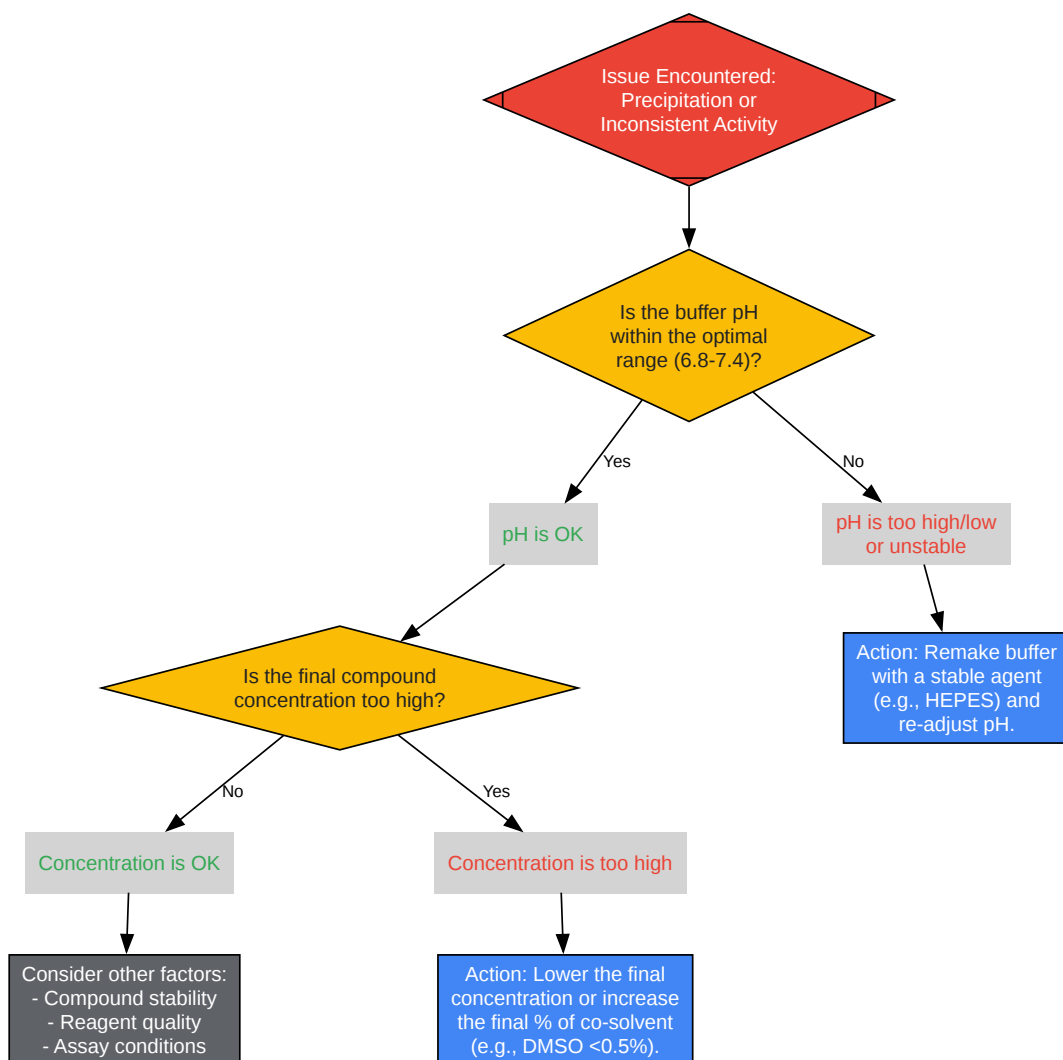 Issue Encountered:
Precipitation or
Inconsistent Activity
Is the buffer pH
within the optimal
range (6.8-7.4)?
Yes
No
pH is OK
pH is too high/low
or unstable
Is the final compound
concentration too high?
Action: Remake buffer
with a stable agent
(e.g., HEPES) and
re-adjust pH.
No
Yes
Concentration is OK
Concentration is too high
Consider other factors:
- Compound stability
- Reagent quality
- Assay conditions
Action: Lower the final
concentration or increase
the final % of co-solvent
(e.g., DMSO <0.5%).